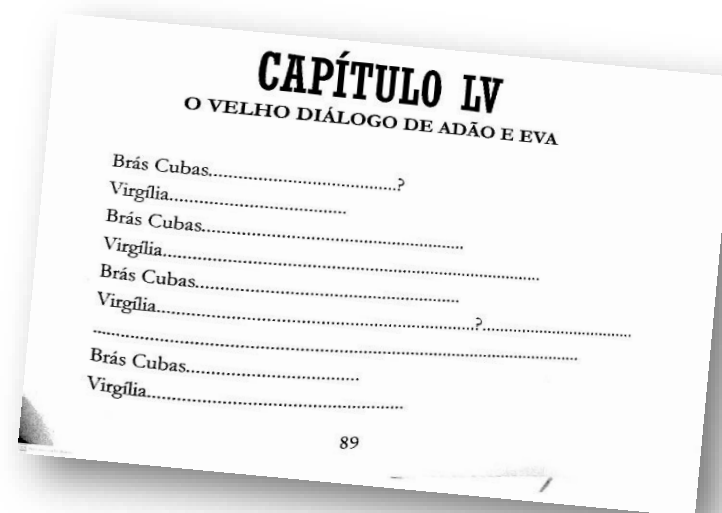 CAPÍTULO LV
O VELHO DIÁLOGO DE ADÃO E EVA
Brás Cubas......................................?
Virgília....................................
Brás Cubas.....................................................
Virgília............................................................................
Brás Cubas.....................................................
Virgília.................................................................?..............................
..................................................................................................
Brás Cubas...................................
Virgília....................................................
89